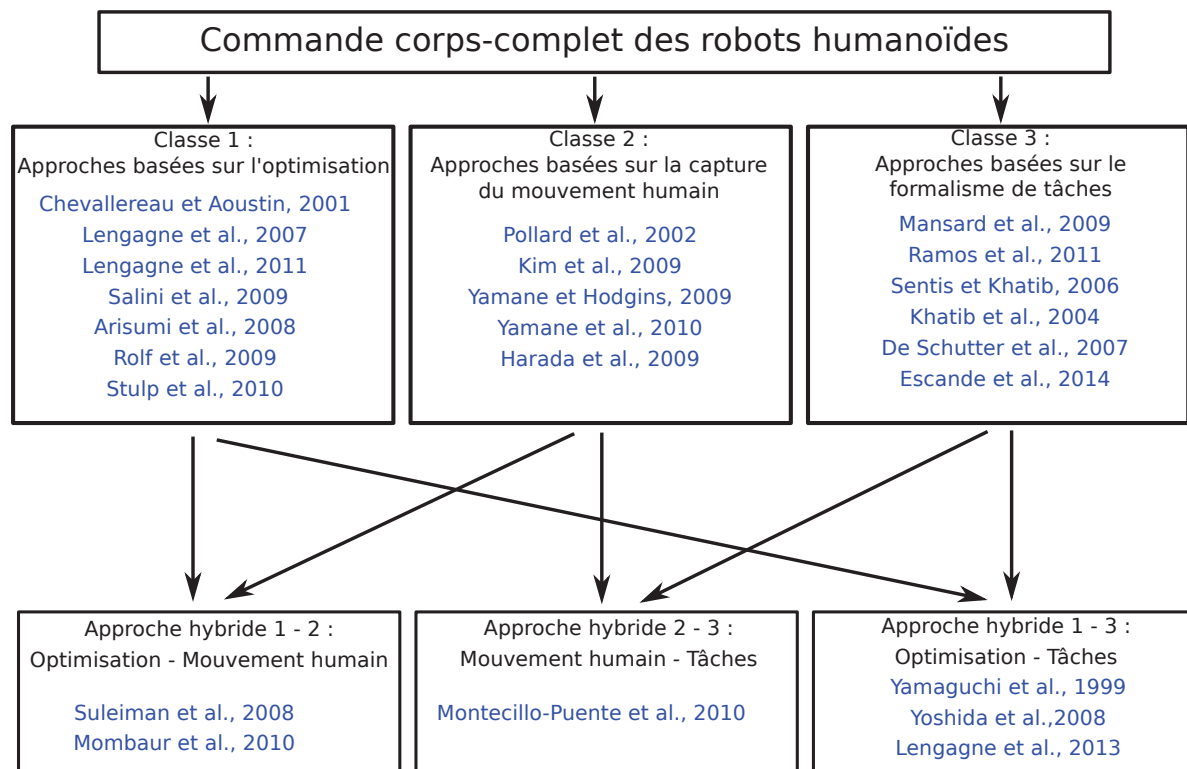 Commande corps-complet des robots humanoïdes
Classe 1 :
Approches basées sur l'optimisation
Chevallereau et Aoustin, 2001
Lengagne et al., 2007
Lengagne et al., 2011
Salini et al., 2009
Arisumi et al., 2008
Rolf et al., 2009
Stulp et al., 2010
Classe 2 :
Approches basées sur la capture
du mouvement humain
Pollard et al., 2002
Kim et al., 2009
Yamane et Hodgins, 2009
Yamane et al., 2010
Harada et al., 2009
Classe 3 :
Approches basées sur le
formalisme de tâches
Mansard et al., 2009
Ramos et al., 2011
Sentis et Khatib, 2006
Khatib et al., 2004
De Schutter et al., 2007
Escande et al., 2014
Approche hybride 1 - 2 :
Optimisation - Mouvement humain
Suleiman et al., 2008
Mombaur et al., 2010
Approche hybride 2 - 3 :
Mouvement humain - Tâches
Montecillo-Puente et al., 2010
Approche hybride 1 - 3 :
Optimisation - Tâches
Yamaguchi et al., 1999
Yoshida et al.,2008
Lengagne et al., 2013